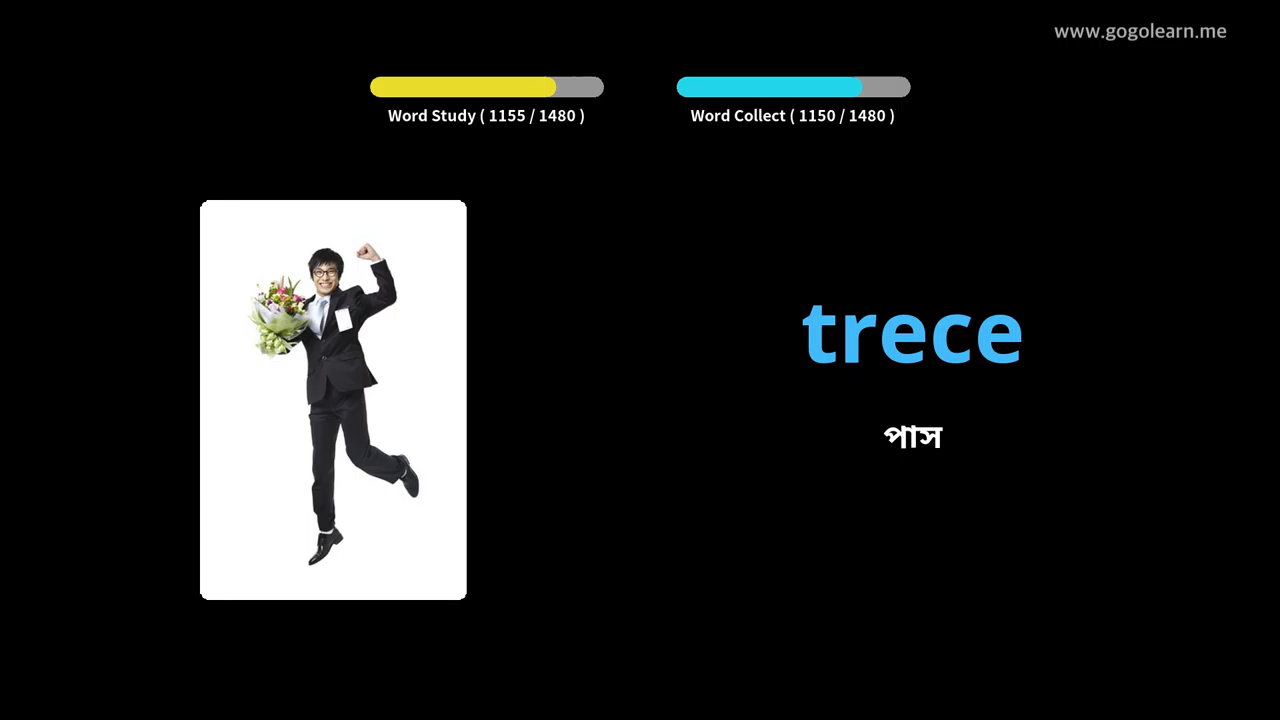 www.gogolearn.me
Word Study ( 1155 / 1480 )
Word Collect ( 1150 / 1480 )
trece
পাস